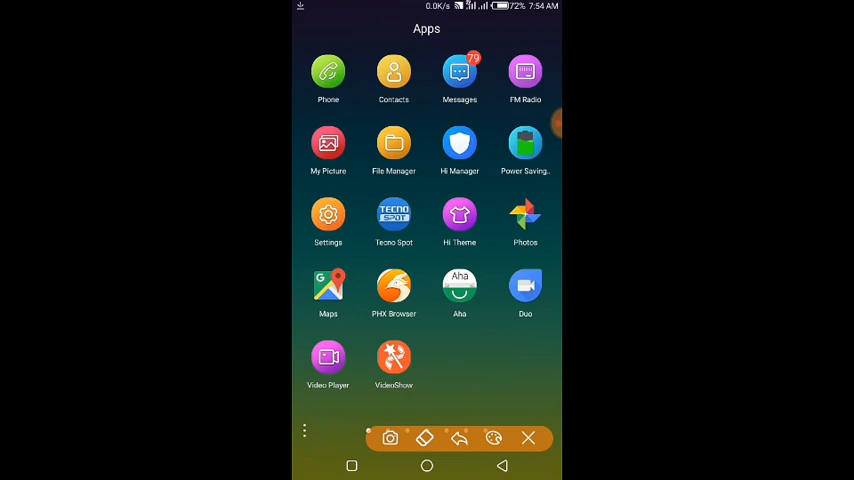 0.0K/s 72% 7:54 AM
Apps
79
Phone Contacts Messages FM Radio
My Picture File Manager Hi Manager Power Saving..
TECNO
SPOT
Settings Tecno Spot Hi Theme Photos
G Aha
Maps PHX Browser Aha Duo
Video Player VideoShow